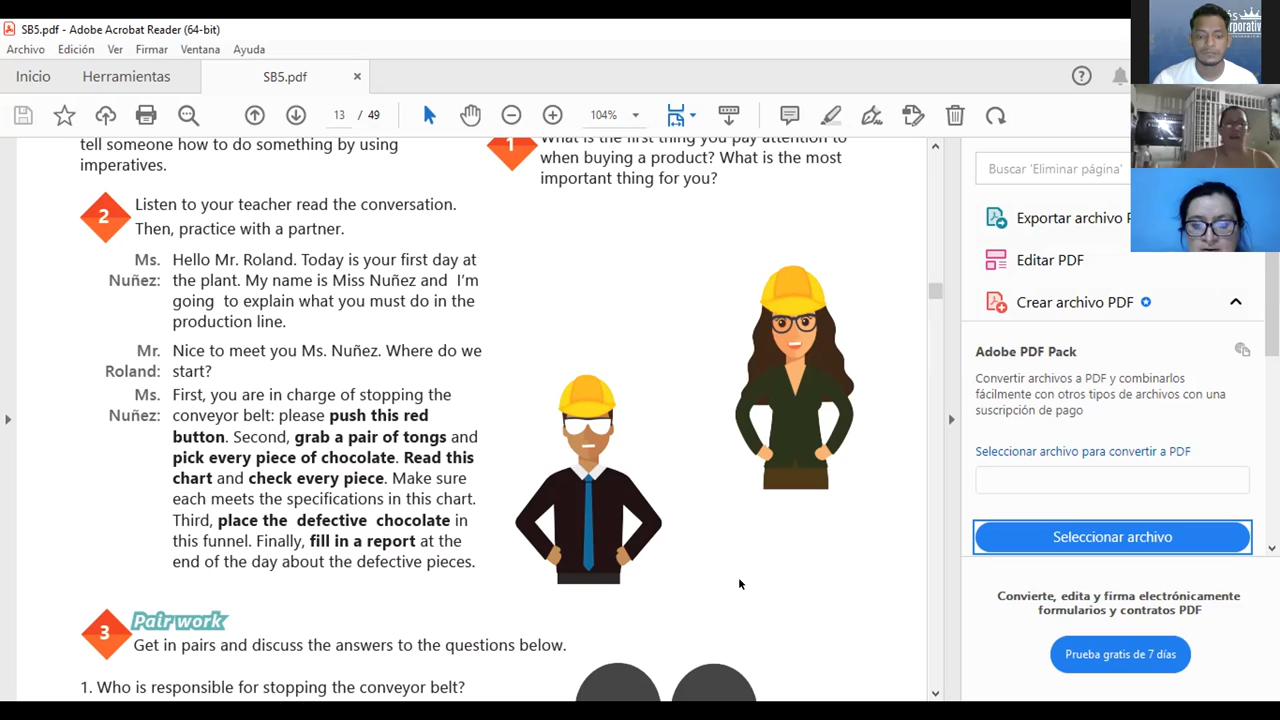 SB5.pdf - Adobe Acrobat Reader (64-bit)
Archivo Edición Ver Firmar Ventana Ayuda
Inicio Herramientas SB5.pdf ×
13 / 49 104%
tell someone how to do something by using
imperatives.
2
Listen to your teacher read the conversation.
Then, practice with a partner.
Ms. Hello Mr. Roland. Today is your first day at
Nuñez: the plant. My name is Miss Nuñez and I'm
going to explain what you must do in the
production line.
Mr. Nice to meet you Ms. Nuñez. Where do we
Roland: start?
Ms. First, you are in charge of stopping the
Nuñez: conveyor belt: please push this red
button. Second, grab a pair of tongs and
pick every piece of chocolate. Read this
chart and check every piece. Make sure
each meets the specifications in this chart.
Third, place the defective chocolate in
this funnel. Finally, fill in a report at the
end of the day about the defective pieces.
3
Pair work
Get in pairs and discuss the answers to the questions below.
1. Who is responsible for stopping the conveyor belt?
1
What is the first thing you pay attention to
when buying a product? What is the most
important thing for you?
Buscar 'Eliminar página'
Exportar archivo P
Editar PDF
Crear archivo PDF
Adobe PDF Pack
Convertir archivos a PDF y combinarlos
fácilmente con otros tipos de archivos con una
suscripción de pago
Seleccionar archivo para convertir a PDF
Seleccionar archivo
Convierte, edita y firma electrónicamente
formularios y contratos PDF
Prueba gratis de 7 días